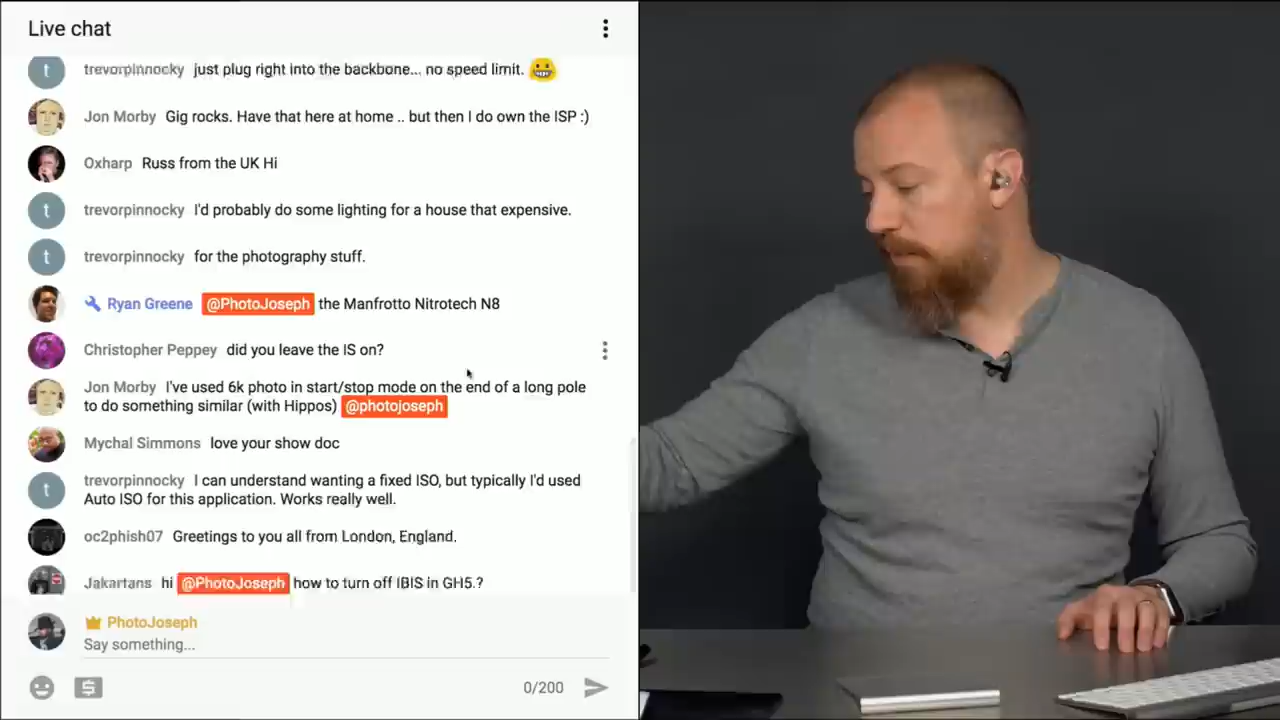 Live chat
trevorpinnocky just plug right into the backbone... no speed limit.
Jon Morby Gig rocks. Have that here at home .. but then I do own the ISP :)
Oxharp Russ from the UK Hi
t trevorpinnocky I'd probably do some lighting for a house that expensive.
t trevorpinnocky for the photography stuff.
Ryan Greene @PhotoJoseph the Manfrotto Nitrotech N8
Christopher Peppey did you leave the IS on?
Jon Morby I've used 6k photo in start/stop mode on the end of a long pole
to do something similar (with Hippos) @photojoseph
Mychal Simmons love your show doc
t trevorpinnocky I can understand wanting a fixed ISO, but typically I'd used
Auto ISO for this application. Works really well.
oc2phish07 Greetings to you all from London, England.
Jakartans hi @PhotoJoseph how to turn off IBIS in GH5.?
PhotoJoseph
Say something...
$ 0/200